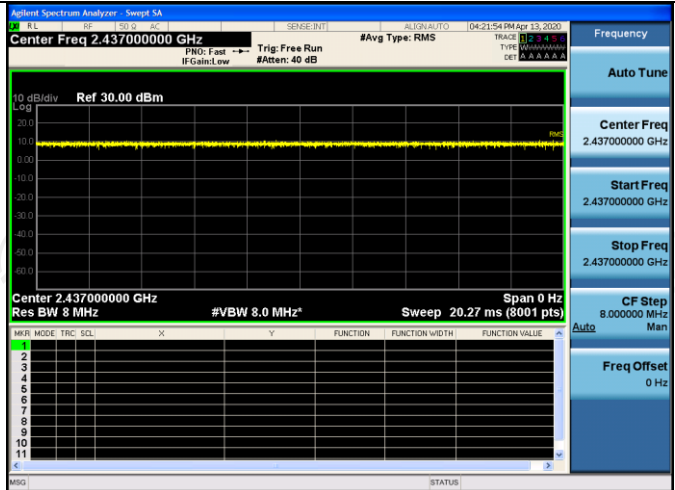 Agilent Spectrum Analyzer - Swept SA
RL RF 50 Ω AC SENSE:INT ALIGNAUTO 04:21:54 PM Apr 13, 2020
Center Freq 2.437000000 GHz
PNO: Fast
IFGain:Low
Trig: Free Run
#Atten: 40 dB
#Avg Type: RMS
TRACE 1 2 3 4 5 6
TYPE W
DET A A A A A A
10 dB/div Ref 30.00 dBm
Log
20.0
10.0
0.00
-10.0
-20.0
-30.0
-40.0
-50.0
-60.0
RMS
Center 2.437000000 GHz Span 0 Hz
Res BW 8 MHz #VBW 8.0 MHz* Sweep 20.27 ms (8001 pts)
MKR MODE TRC SCL X Y FUNCTION FUNCTION WIDTH FUNCTION VALUE
1
2
3
4
5
6
7
8
9
10
11
MSG STATUS
Frequency
Auto Tune
Center Freq
2.437000000 GHz
Start Freq
2.437000000 GHz
Stop Freq
2.437000000 GHz
CF Step
8.000000 MHz
Auto Man
Freq Offset
0 Hz